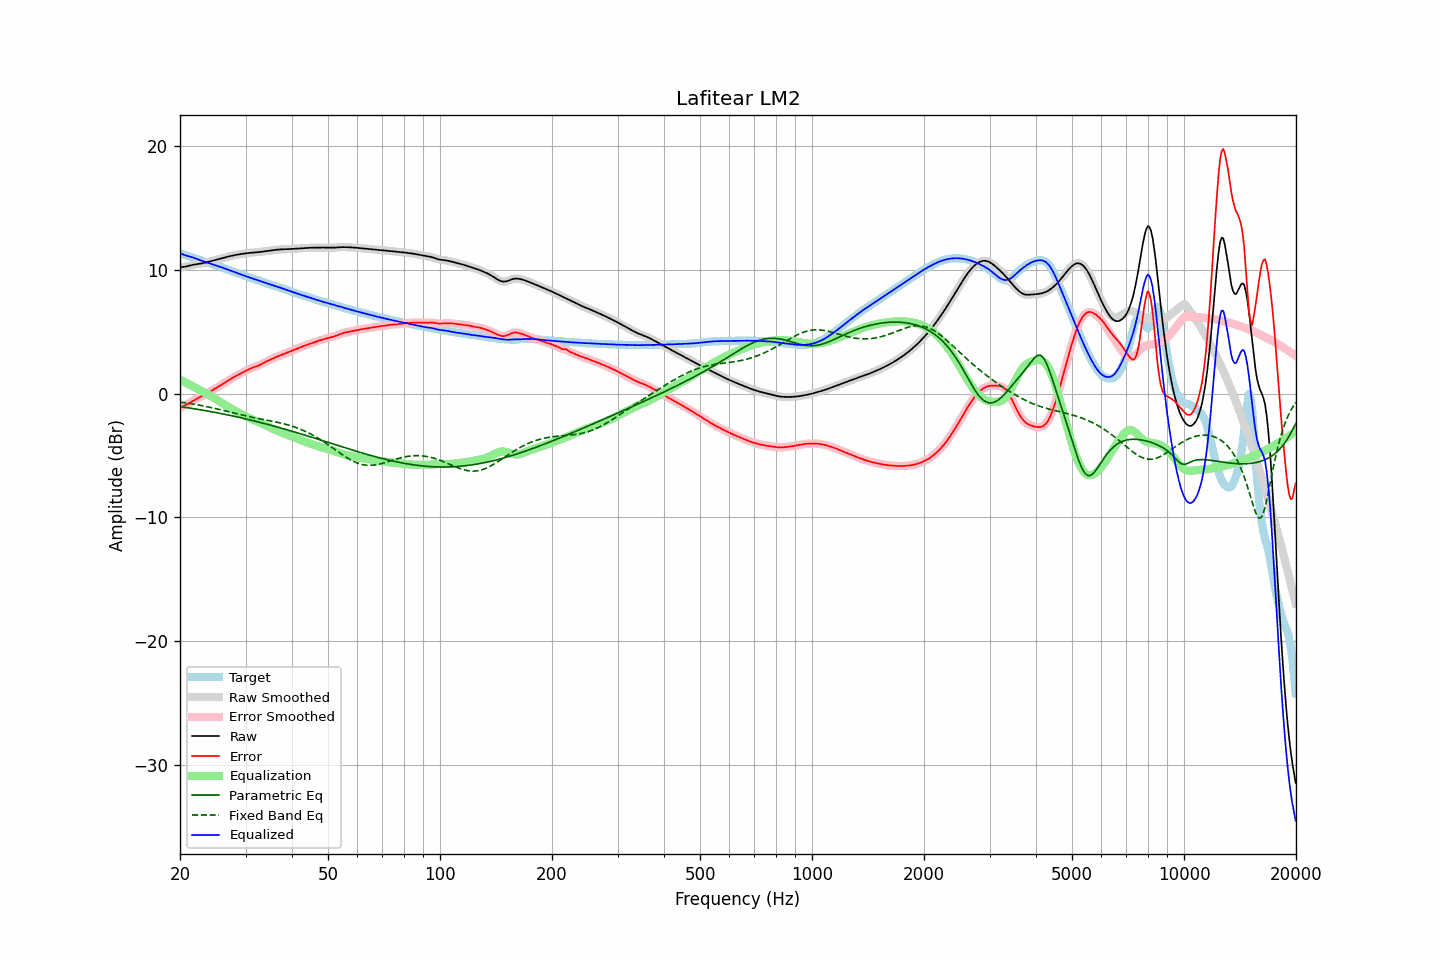 Lafitear LM2
Amplitude (dBr)
20
10
0
−10
−20
−30
Target
Raw Smoothed
Error Smoothed
Raw
Error
Equalization
Parametric Eq
Fixed Band Eq
Equalized
20 50 100 200 500 1000 2000 5000 10000 20000
Frequency (Hz)